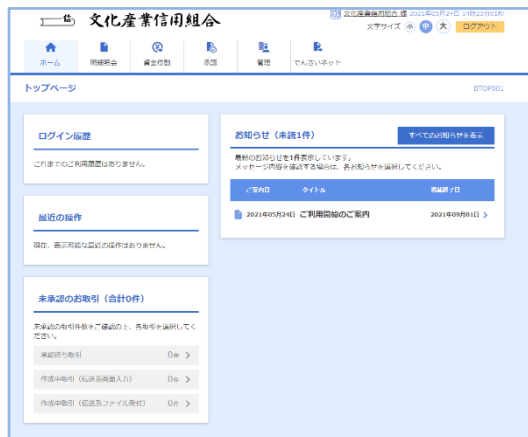 文化産業信用組合
文化産業信用組合 様 2021年05月24日 14時23分01秒
文字サイズ 小 中 大 ログアウト
ホーム 明細照会 資金移動 承認 管理 でんさいネット
トップページ BTOP001
ログイン履歴
これまでのご利用履歴はありません。
最近の操作
現在、表示可能な最近の操作はありません。
未承認のお取引（合計0件）
未承認の取引件数をご確認の上、各取引を選択してく
ださい。
承認待ち取引 0件
作成中取引（伝送系画面入力） 0件
作成中取引（伝送系ファイル受付） 0件
お知らせ（未読1件） すべてのお知らせを表示
最新のお知らせを1件表示しています。
メッセージ内容を確認する場合は、各お知らせを選択してください。
ご案内日 タイトル 掲載終了日
2021年05月24日 ご利用開始のご案内 2021年09月01日